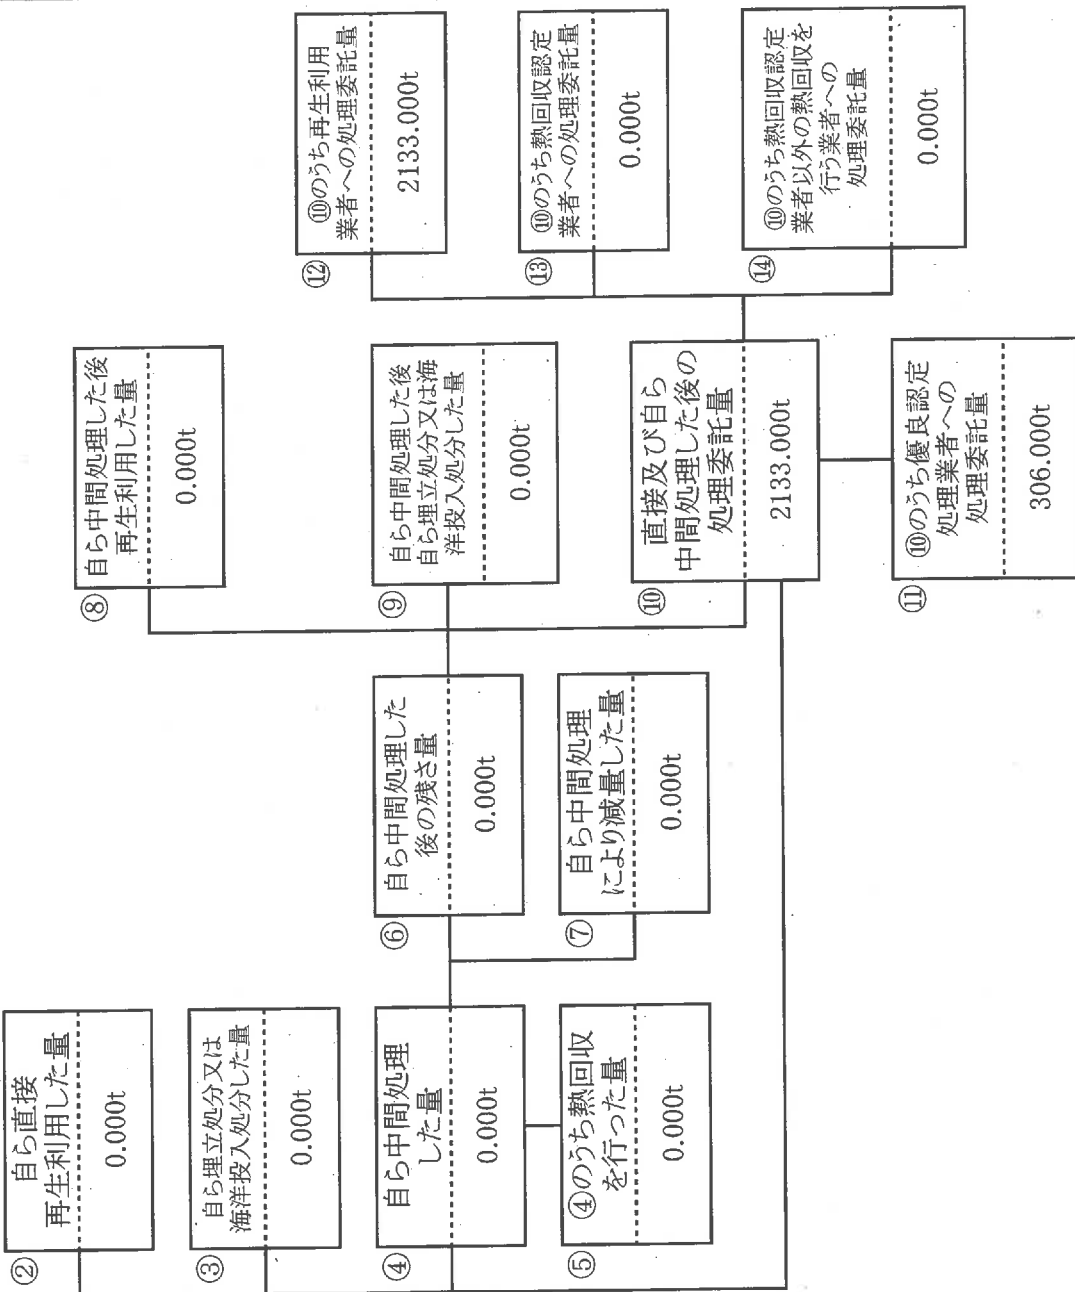 ②
自ら直接
再生利用した量
0.000t
③
自ら埋立処分又は
海洋投入処分した量
0.000t
④
自ら中間処理
した量
0.000t
⑤
④のうち熱回収
を行った量
0.000t
⑥
自ら中間処理した
後の残さ量
0.000t
⑦
自ら中間処理
により減量した量
0.000t
⑧
自ら中間処理した後
再生利用した量
0.000t
⑨
自ら中間処理した後
自ら埋立処分又は海
洋投入処分した量
0.000t
⑩
直接及び自ら
中間処理した後の
処理委託量
2133.000t
⑪
⑩のうち優良認定
処理業者への
処理委託量
306.000t
⑫
⑩のうち再生利用
業者への処理委託量
2133.000t
⑬
⑩のうち熱回収認定
業者への処理委託量
0.000t
⑭
⑩のうち熱回収認定
業者以外の熱回収を
行う業者への
処理委託量
0.000t